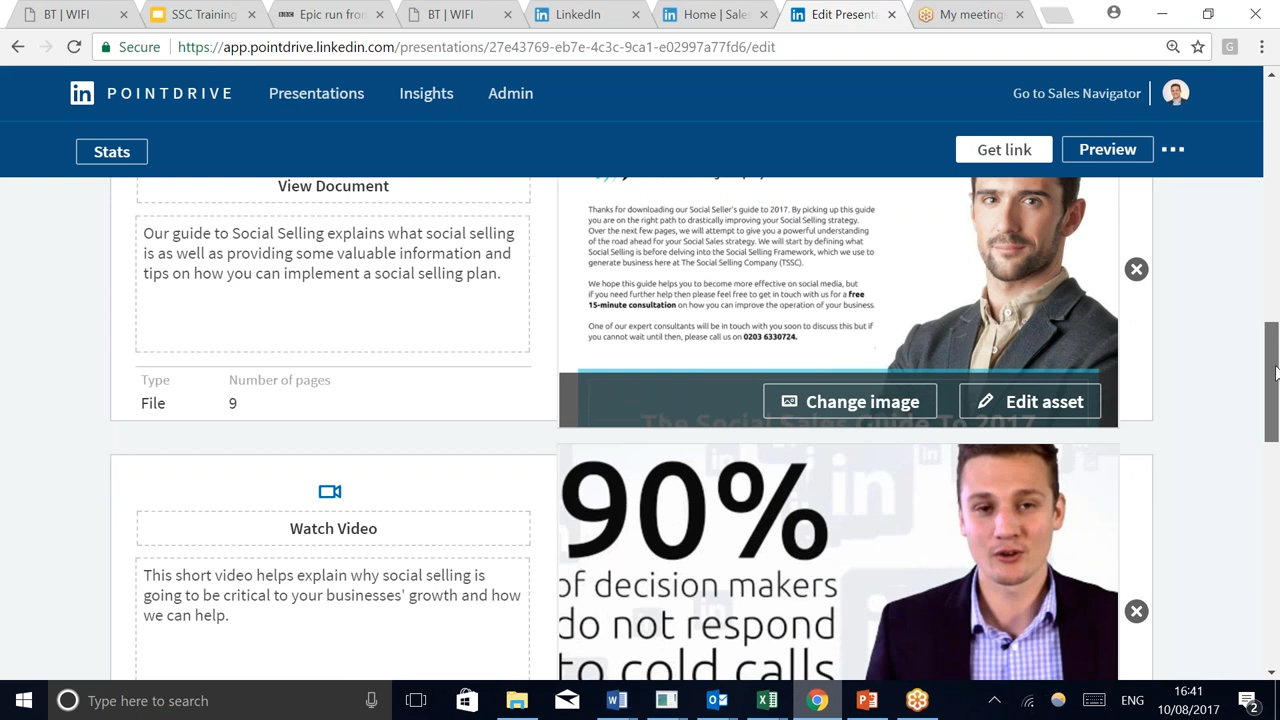 BT | WIFI
SSC Training
Epic run from
BT | WIFI
LinkedIn
Home | Sales
Edit Presenta
My meeting
Secure
https://app.pointdrive.linkedin.com/presentations/27e43769-eb7e-4c3c-9ca1-e02997a77fd6/edit
in POINTDRIVE Presentations Insights Admin
Go to Sales Navigator
Stats
Get link
Preview
View Document
Our guide to Social Selling explains what social selling
is as well as providing some valuable information and
tips on how you can implement a social selling plan.
Type Number of pages
File 9
Thanks for downloading our Social Seller's guide to 2017. By picking up this guide
you are on the right path to drastically improving your Social Selling strategy.
Over the next few pages, we will attempt to give you a powerful understanding
of the road ahead for your Social Sales strategy. We will start by defining what
Social Selling is before delving into the Social Selling Framework, which we use to
generate business here at The Social Selling Company (TSSC).
We hope this guide helps you to become more effective on social media, but
if you need further help then please feel free to get in touch with us for a free
15-minute consultation on how you can improve the operation of your business.
One of our expert consultants will be in touch with you soon to discuss this but if
you cannot wait until then, please call us on 0203 6330724.
Change image
Edit asset
The Social Sales Guide To 2017
Watch Video
This short video helps explain why social selling is
going to be critical to your businesses' growth and how
we can help.
90%
of decision makers
do not respond
to cold calls
Type here to search
ENG
16:41
10/08/2017
2